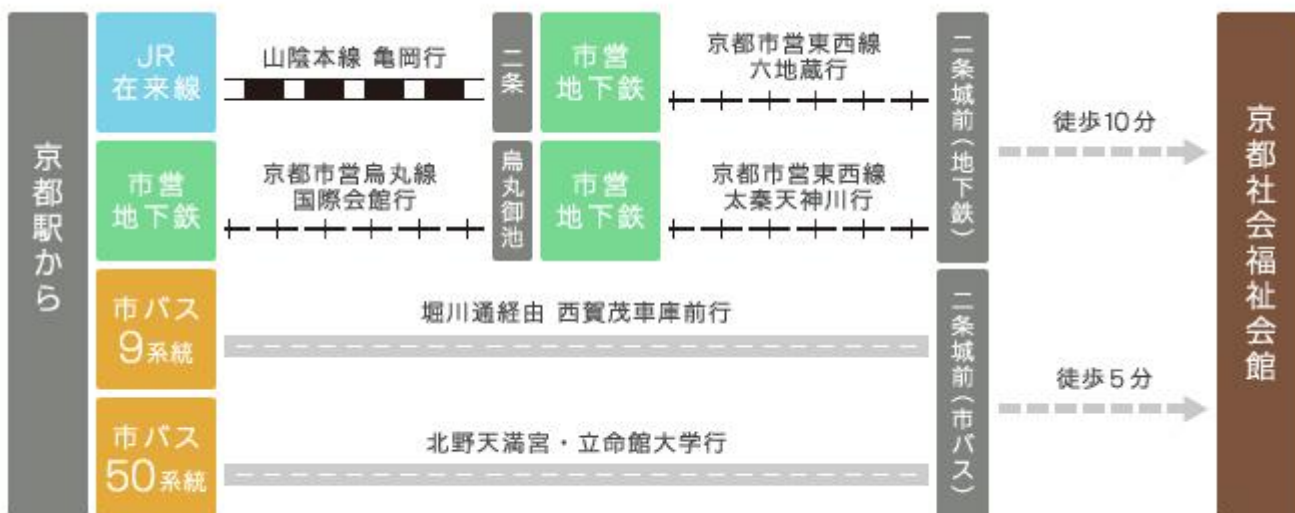 京都駅から
JR
在来線
山陰本線 亀岡行
二条
市営
地下鉄
京都市営東西線
六地蔵行
市営
地下鉄
京都市営烏丸線
国際会館行
烏丸御池
市営
地下鉄
京都市営東西線
太秦天神川行
二条城前(地下鉄)
徒歩10分
市バス
9系統
堀川通経由 西賀茂車庫前行
市バス
50系統
北野天満宮・立命館大学行
二条城前(市バス)
徒歩5分
京都社会福祉会館